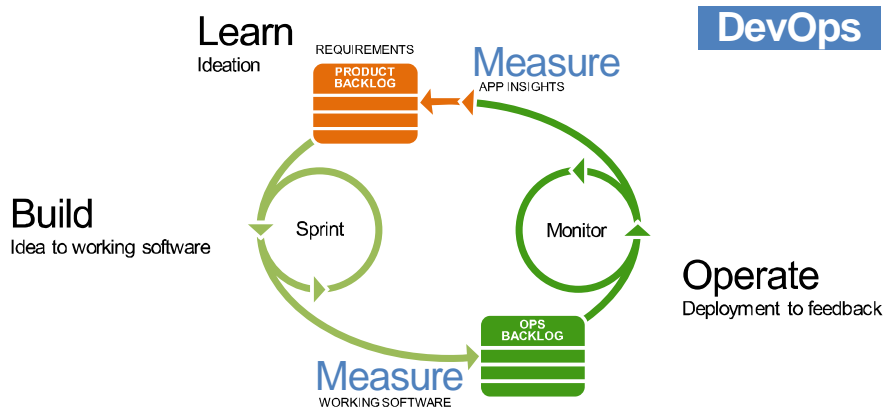 DevOps
Learn
Ideation
REQUIREMENTS
PRODUCT
BACKLOG
Measure
APP INSIGHTS
Build
Idea to working software
Sprint
Monitor
Operate
Deployment to feedback
OPS
BACKLOG
Measure
WORKING SOFTWARE